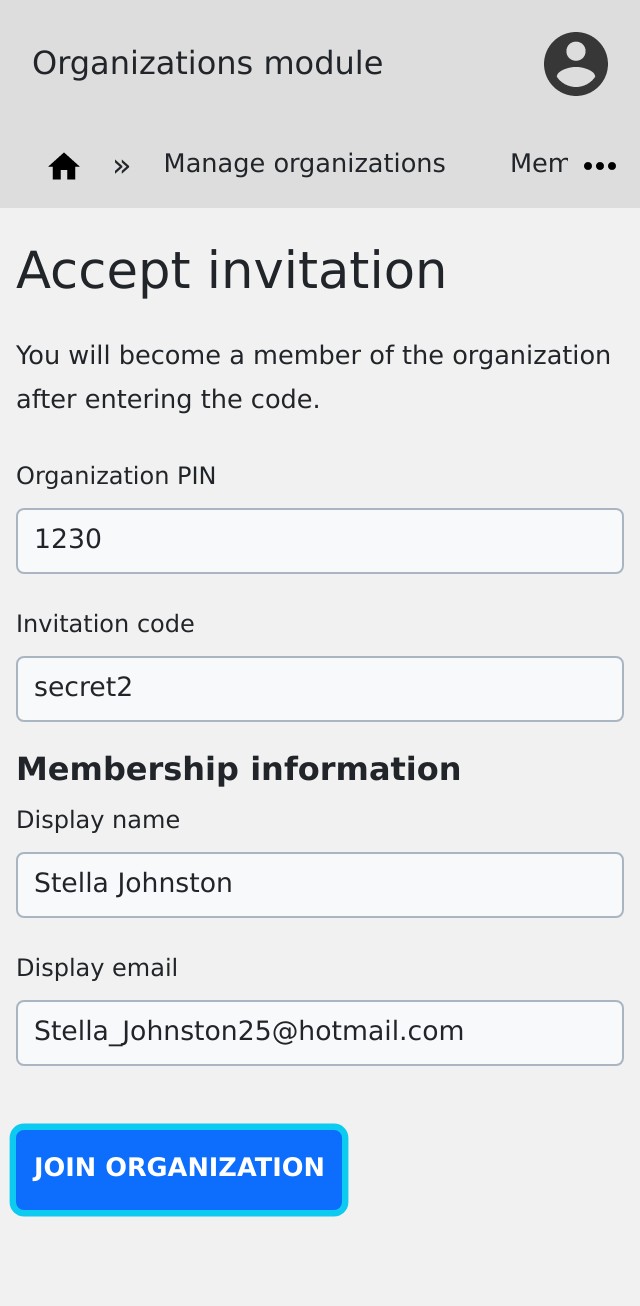 Organizations module
» Manage organizations Mem
Accept invitation
You will become a member of the organization
after entering the code.
Organization PIN
1230
Invitation code
secret2
Membership information
Display name
Stella Johnston
Display email
Stella_Johnston25@hotmail.com
JOIN ORGANIZATION